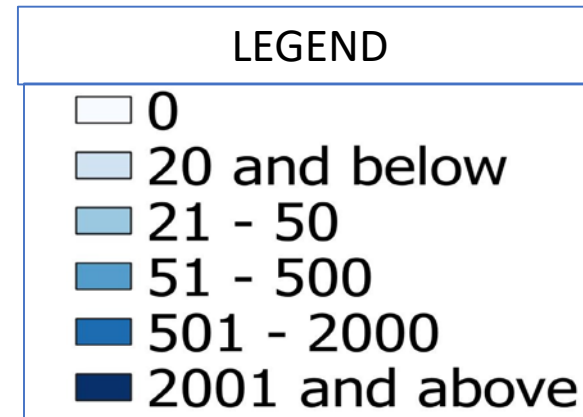 LEGEND
0
20 and below
21 - 50
51 - 500
501 - 2000
2001 and above